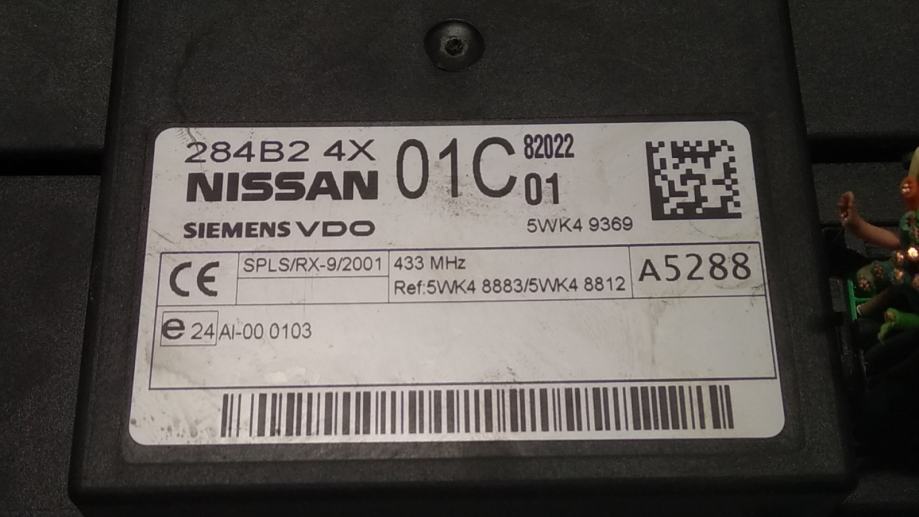 284B2 4X 01C 82022
NISSAN 01
SIEMENS VDO 5WK4 9369
CE SPLS/RX-9/2001 433 MHz A5288
Ref:5WK4 8883/5WK4 8812
e 24 AI-00 0103